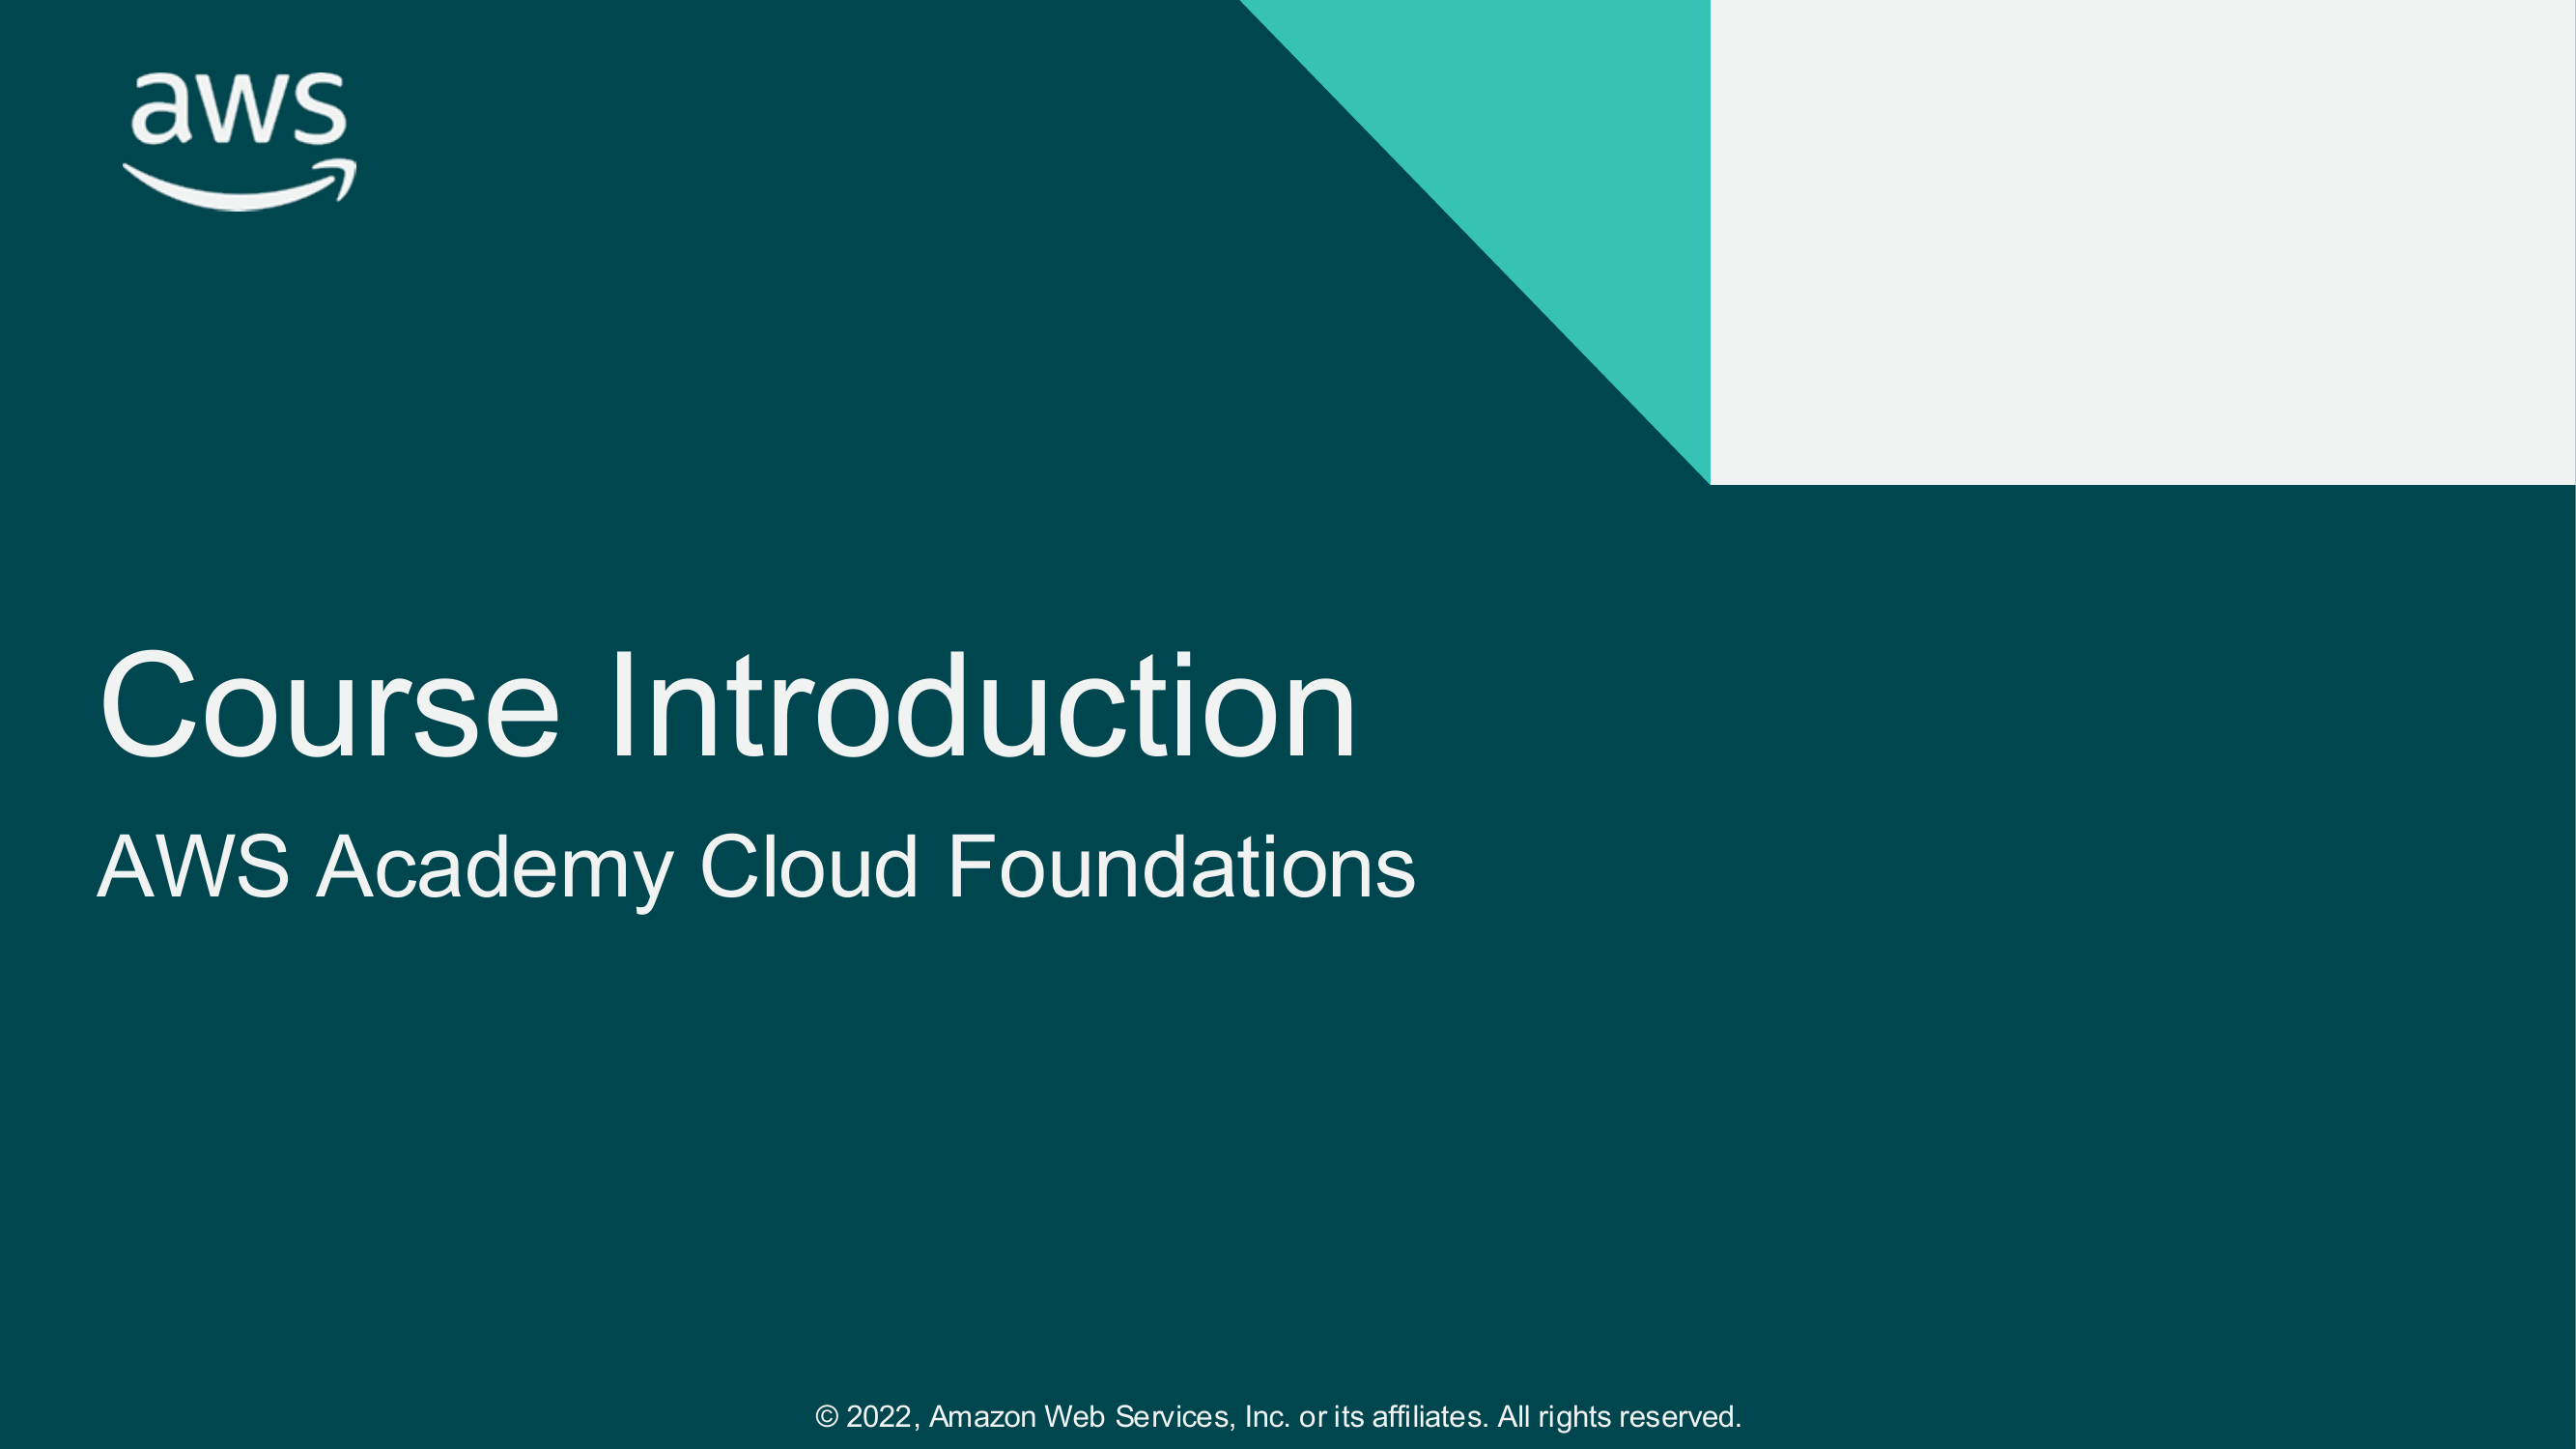 aws
Course Introduction
AWS Academy Cloud Foundations
© 2022, Amazon Web Services, Inc. or its affiliates. All rights reserved.